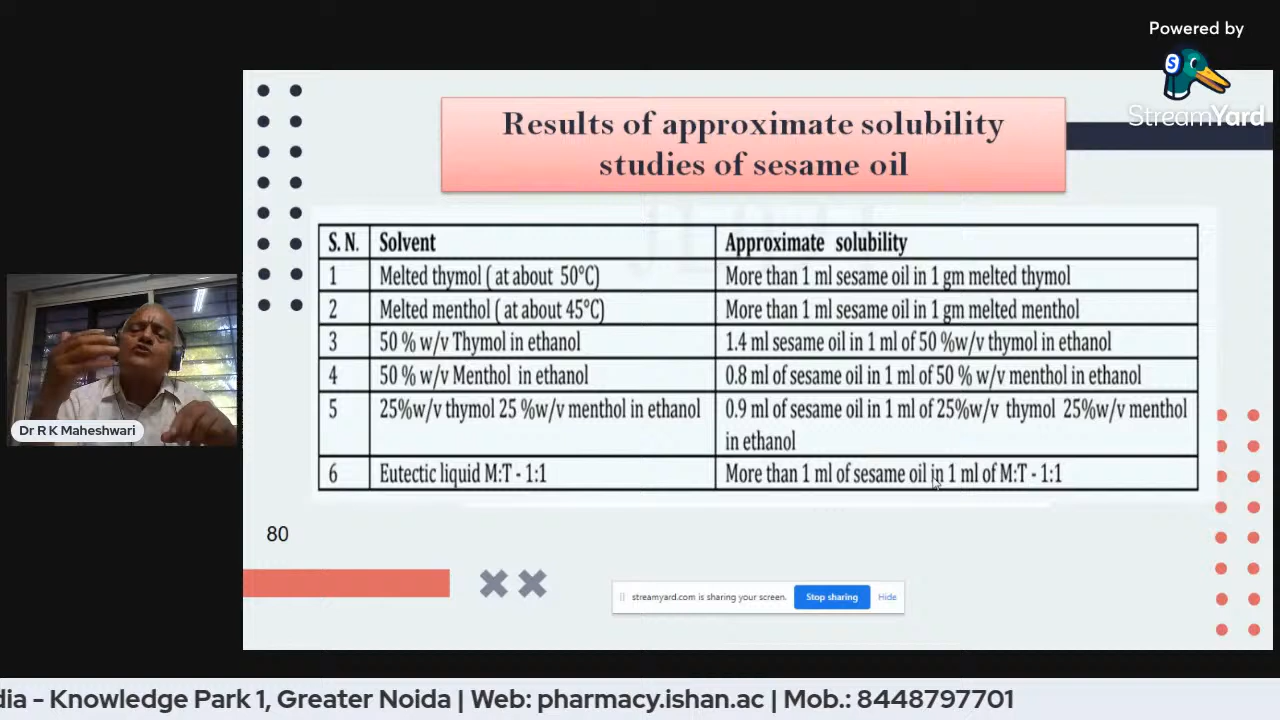 Powered by
StreamYard
Results of approximate solubility
studies of sesame oil
S. N. Solvent Approximate solubility
1 Melted thymol ( at about 50°C) More than 1 ml sesame oil in 1 gm melted thymol
2 Melted menthol ( at about 45°C) More than 1 ml sesame oil in 1 gm melted menthol
3 50 % w/v Thymol in ethanol 1.4 ml sesame oil in 1 ml of 50 %w/v thymol in ethanol
4 50 % w/v Menthol in ethanol 0.8 ml of sesame oil in 1 ml of 50 % w/v menthol in ethanol
5 25%w/v thymol 25 %w/v menthol in ethanol 0.9 ml of sesame oil in 1 ml of 25%w/v thymol 25%w/v menthol
in ethanol
6 Eutectic liquid M:T - 1:1 More than 1 ml of sesame oil in 1 ml of M:T - 1:1
Dr R K Maheshwari
80
streamyard.com is sharing your screen. Stop sharing Hide
dia - Knowledge Park 1, Greater Noida | Web: pharmacy.ishan.ac | Mob.: 8448797701